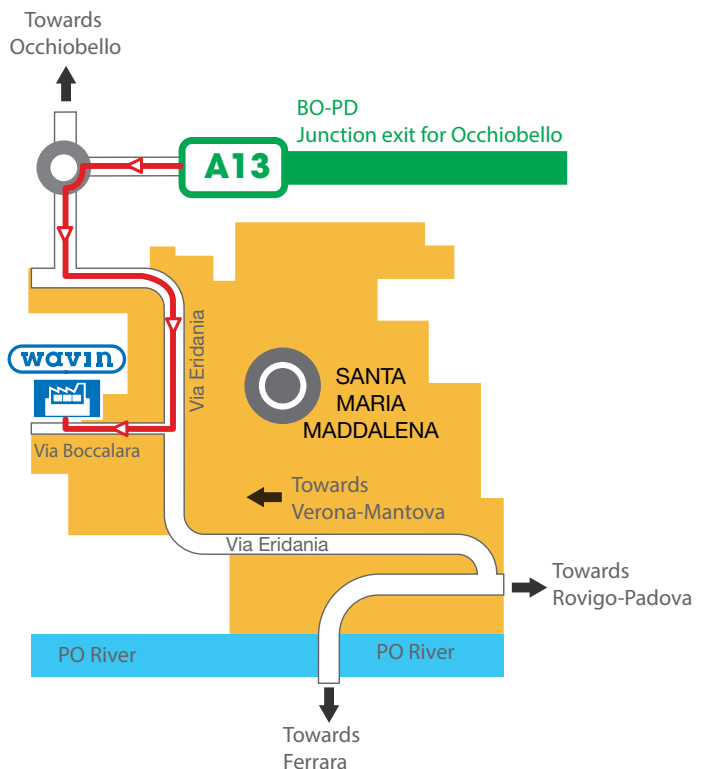 Towards
Occhiobello
BO-PD
Junction exit for Occhiobello
A13
Via Eridania
wavin
SANTA
MARIA
MADDALENA
Via Boccalara
Towards
Verona-Mantova
Via Eridania
Towards
Rovigo-Padova
PO River
PO River
Towards
Ferrara